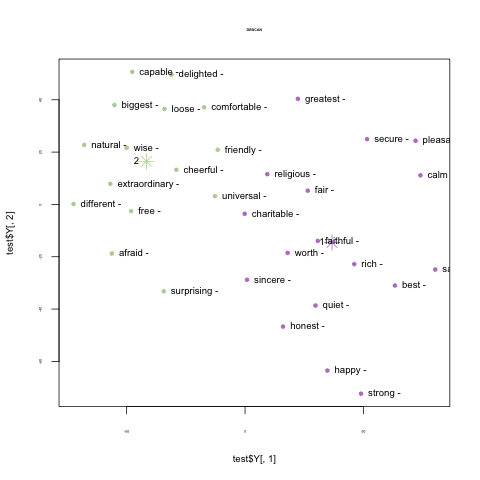 DBSCAN
capable -
delighted -
greatest -
biggest -
loose -
comfortable -
natural -
wise -
friendly -
secure -
pleasa
2
cheerful -
religious -
calm
extraordinary -
fair -
different -
universal -
free -
charitable -
1
faithful -
afraid -
worth -
rich -
sa
surprising -
sincere -
best -
quiet -
honest -
happy -
strong -
test$Y[, 2]
test$Y[, 1]